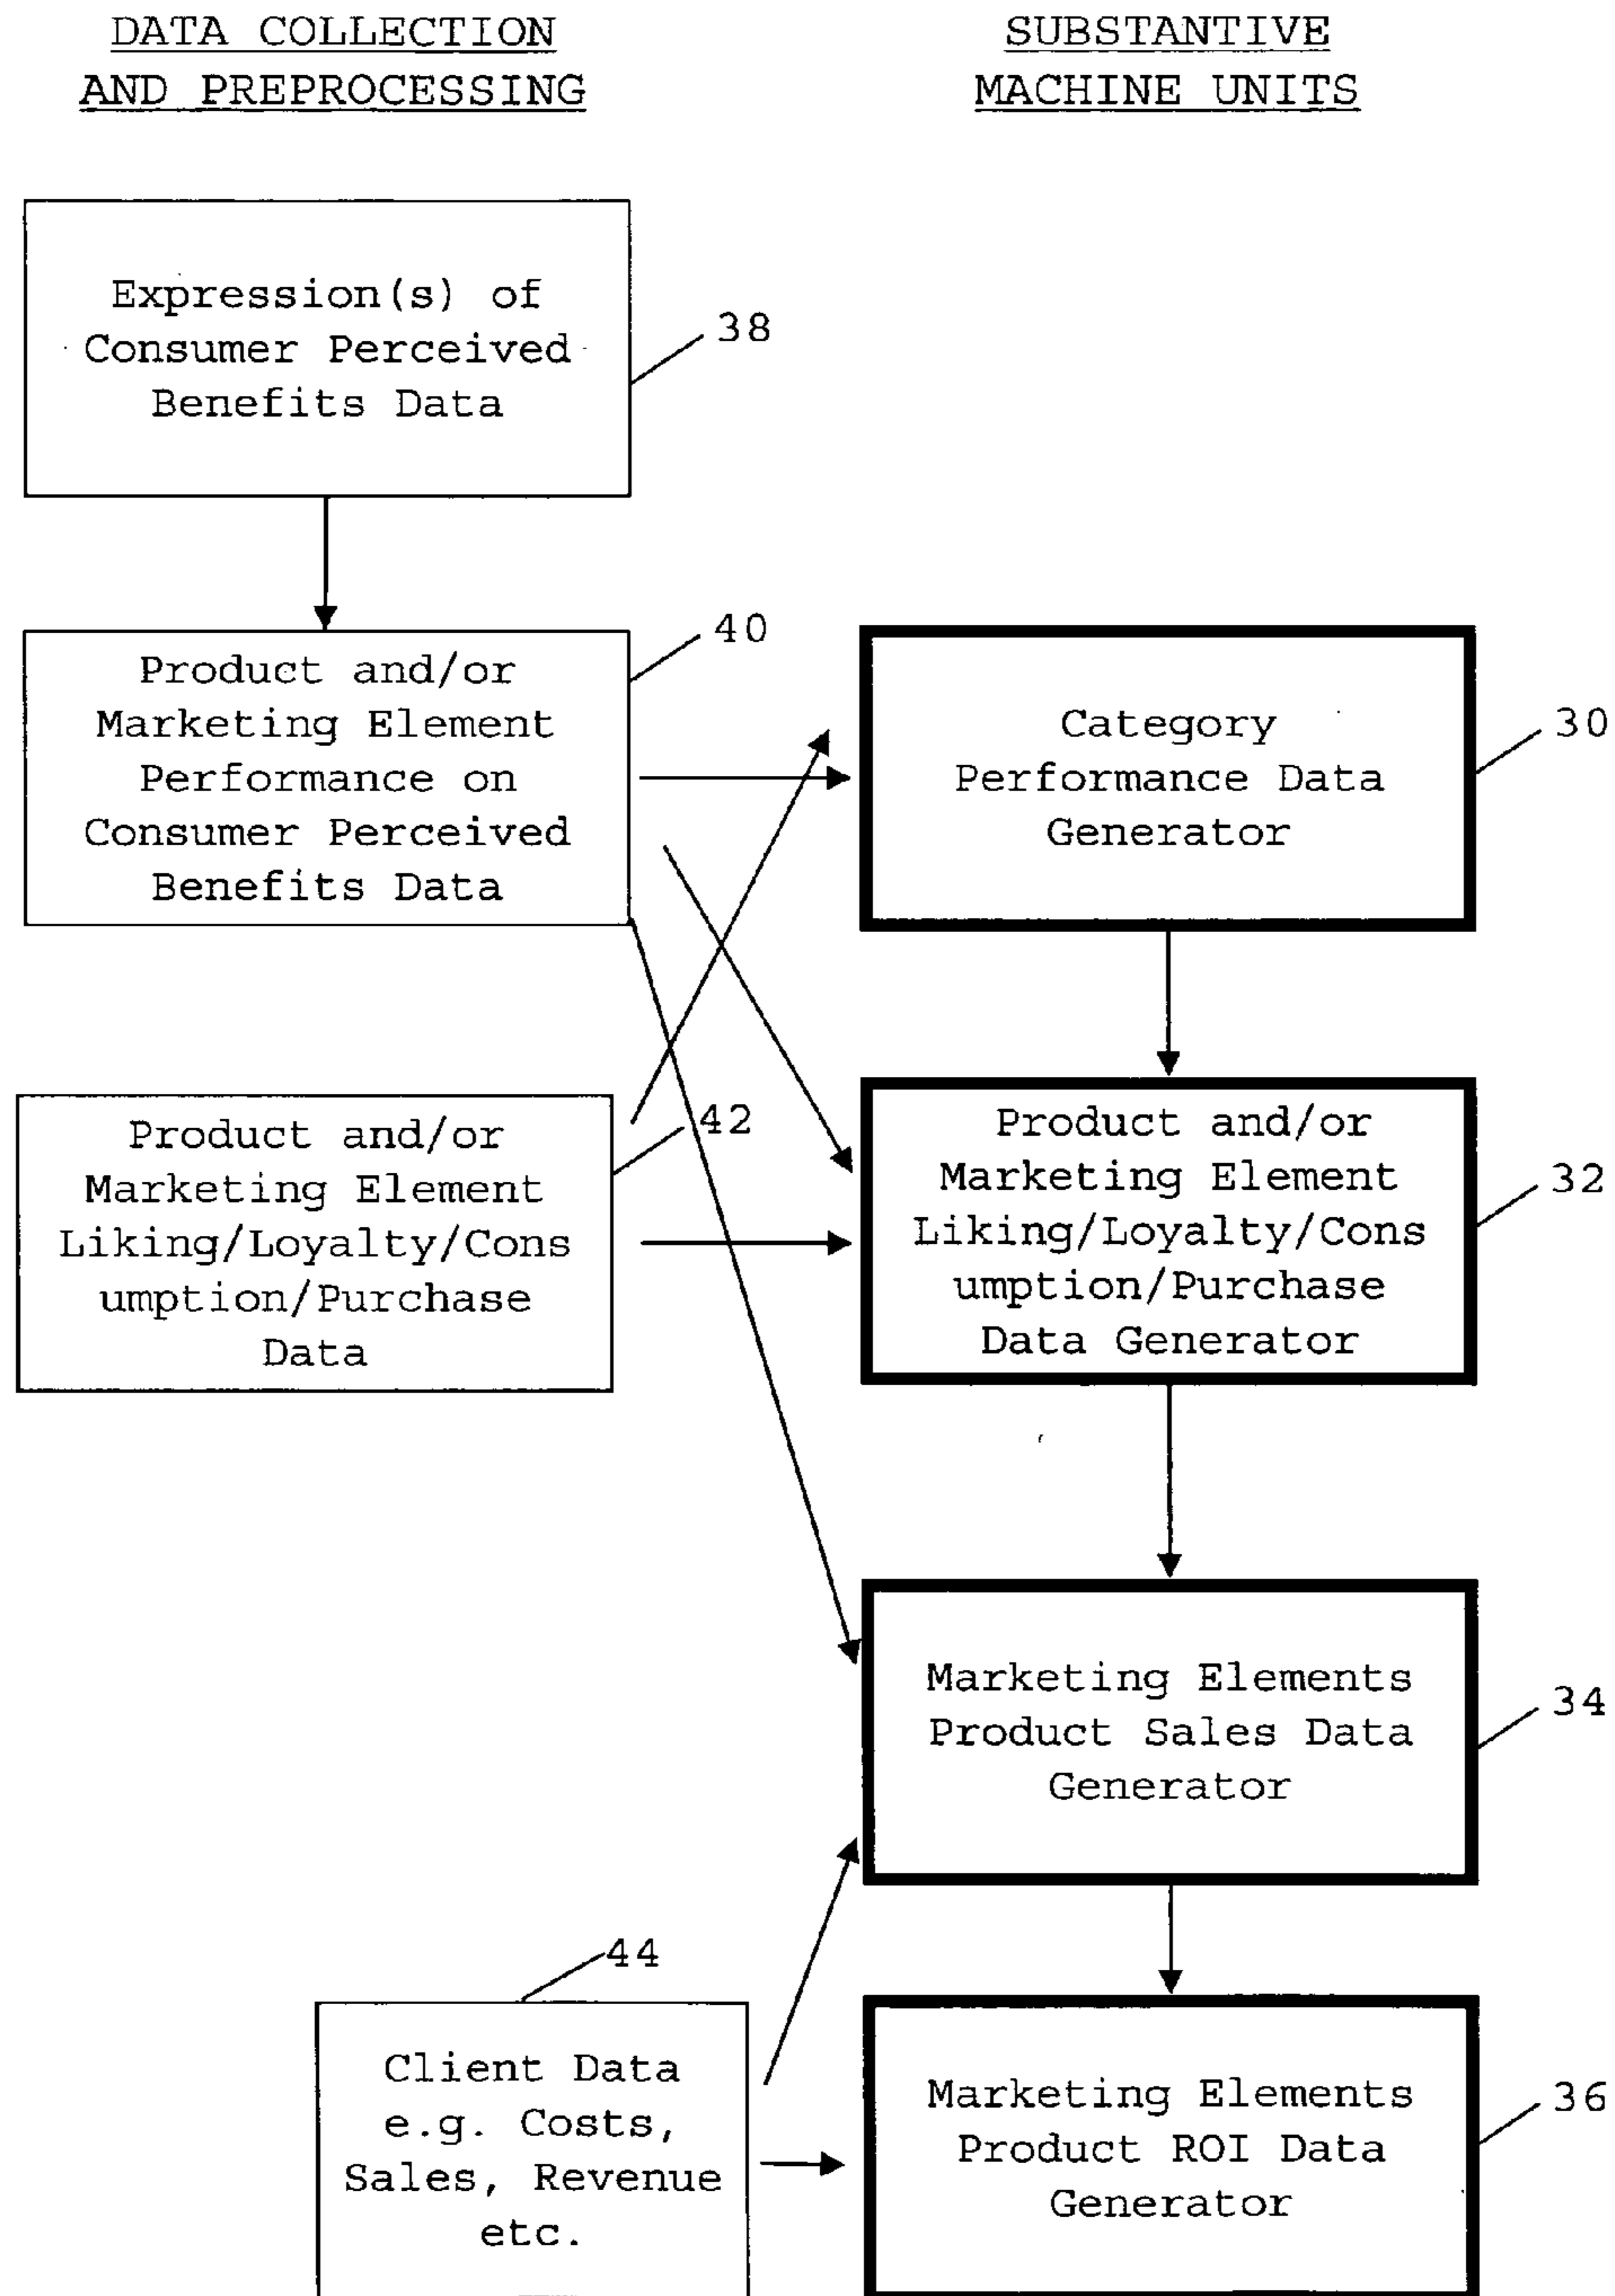 DATA COLLECTION
AND PREPROCESSING
SUBSTANTIVE
MACHINE UNITS
Expression(s) of
Consumer Perceived
Benefits Data
38
Product and/or
Marketing Element
Performance on
Consumer Perceived
Benefits Data
40
Category
Performance Data
Generator
30
Product and/or
Marketing Element
Liking/Loyalty/Cons
umption/Purchase
Data
42
Product and/or
Marketing Element
Liking/Loyalty/Cons
umption/Purchase
Data Generator
32
Marketing Elements
Product Sales Data
Generator
34
44
Client Data
e.g. Costs,
Sales, Revenue
etc.
Marketing Elements
Product ROI Data
Generator
36